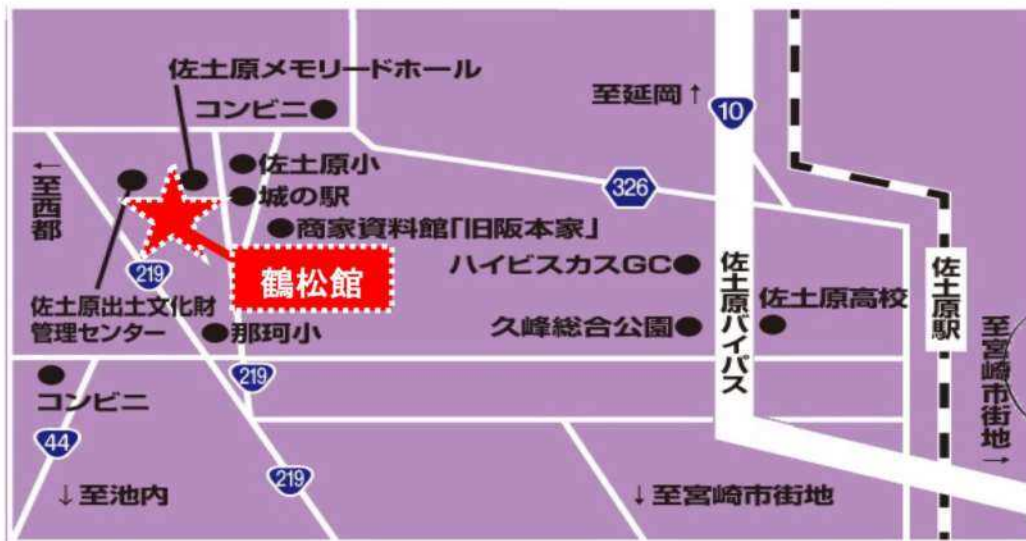 佐土原メモリードホール
コンビニ
至延岡↑
10
佐土原小
326
←至西都
城の駅
商家資料館「旧阪本家」
219
鶴松館
ハイビスカスGC
佐土原バイパス
佐土原駅
佐土原高校
佐土原出土文化財
管理センター
那珂小
久峰総合公園
至宮崎市街地→
219
コンビニ
44
219
↓至池内
↓至宮崎市街地